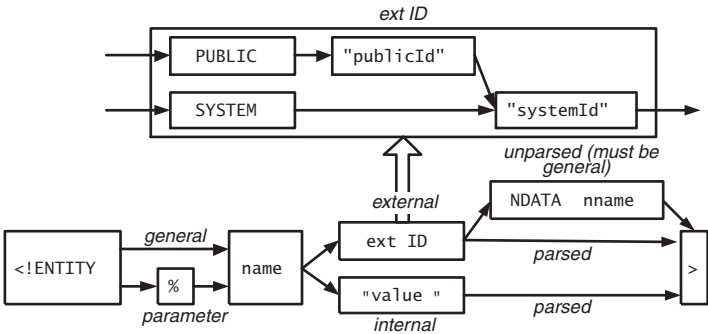 ext ID
PUBLIC "publicId"
SYSTEM "systemId"
unparsed (must be
general)
external
NDATA nname
general
ext ID
parsed
<!ENTITY
name
>
%
"value "
parameter
internal
parsed